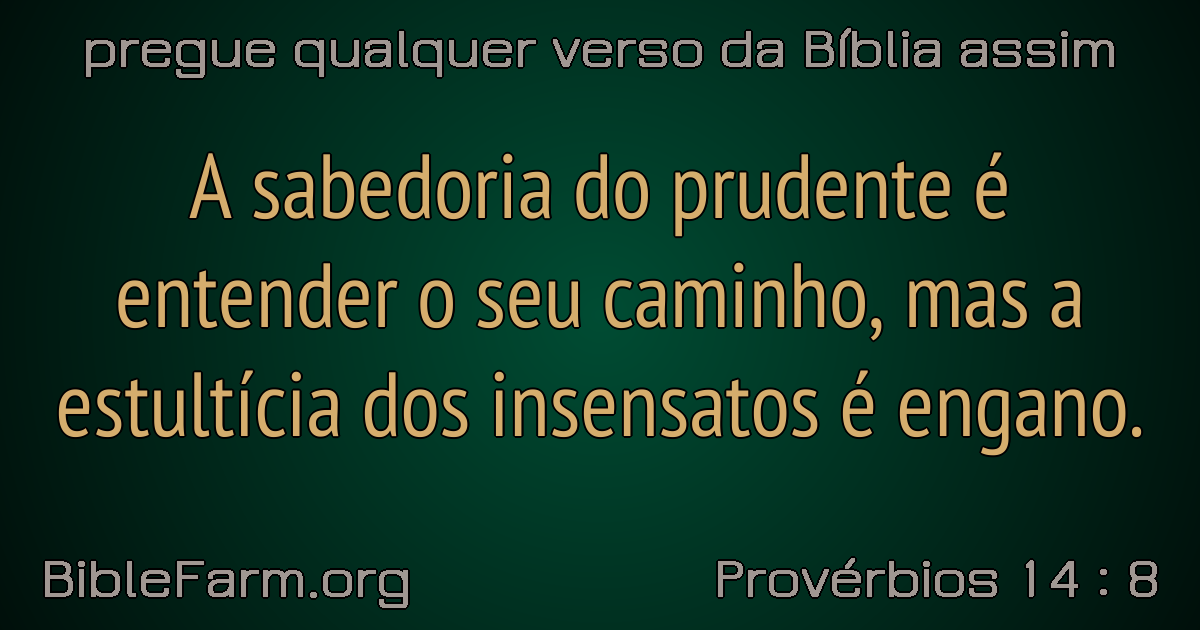 pregue qualquer verso da Bíblia assim
A sabedoria do prudente é
entender o seu caminho, mas a
estultícia dos insensatos é engano.
BibleFarm.org
Provérbios 14 : 8